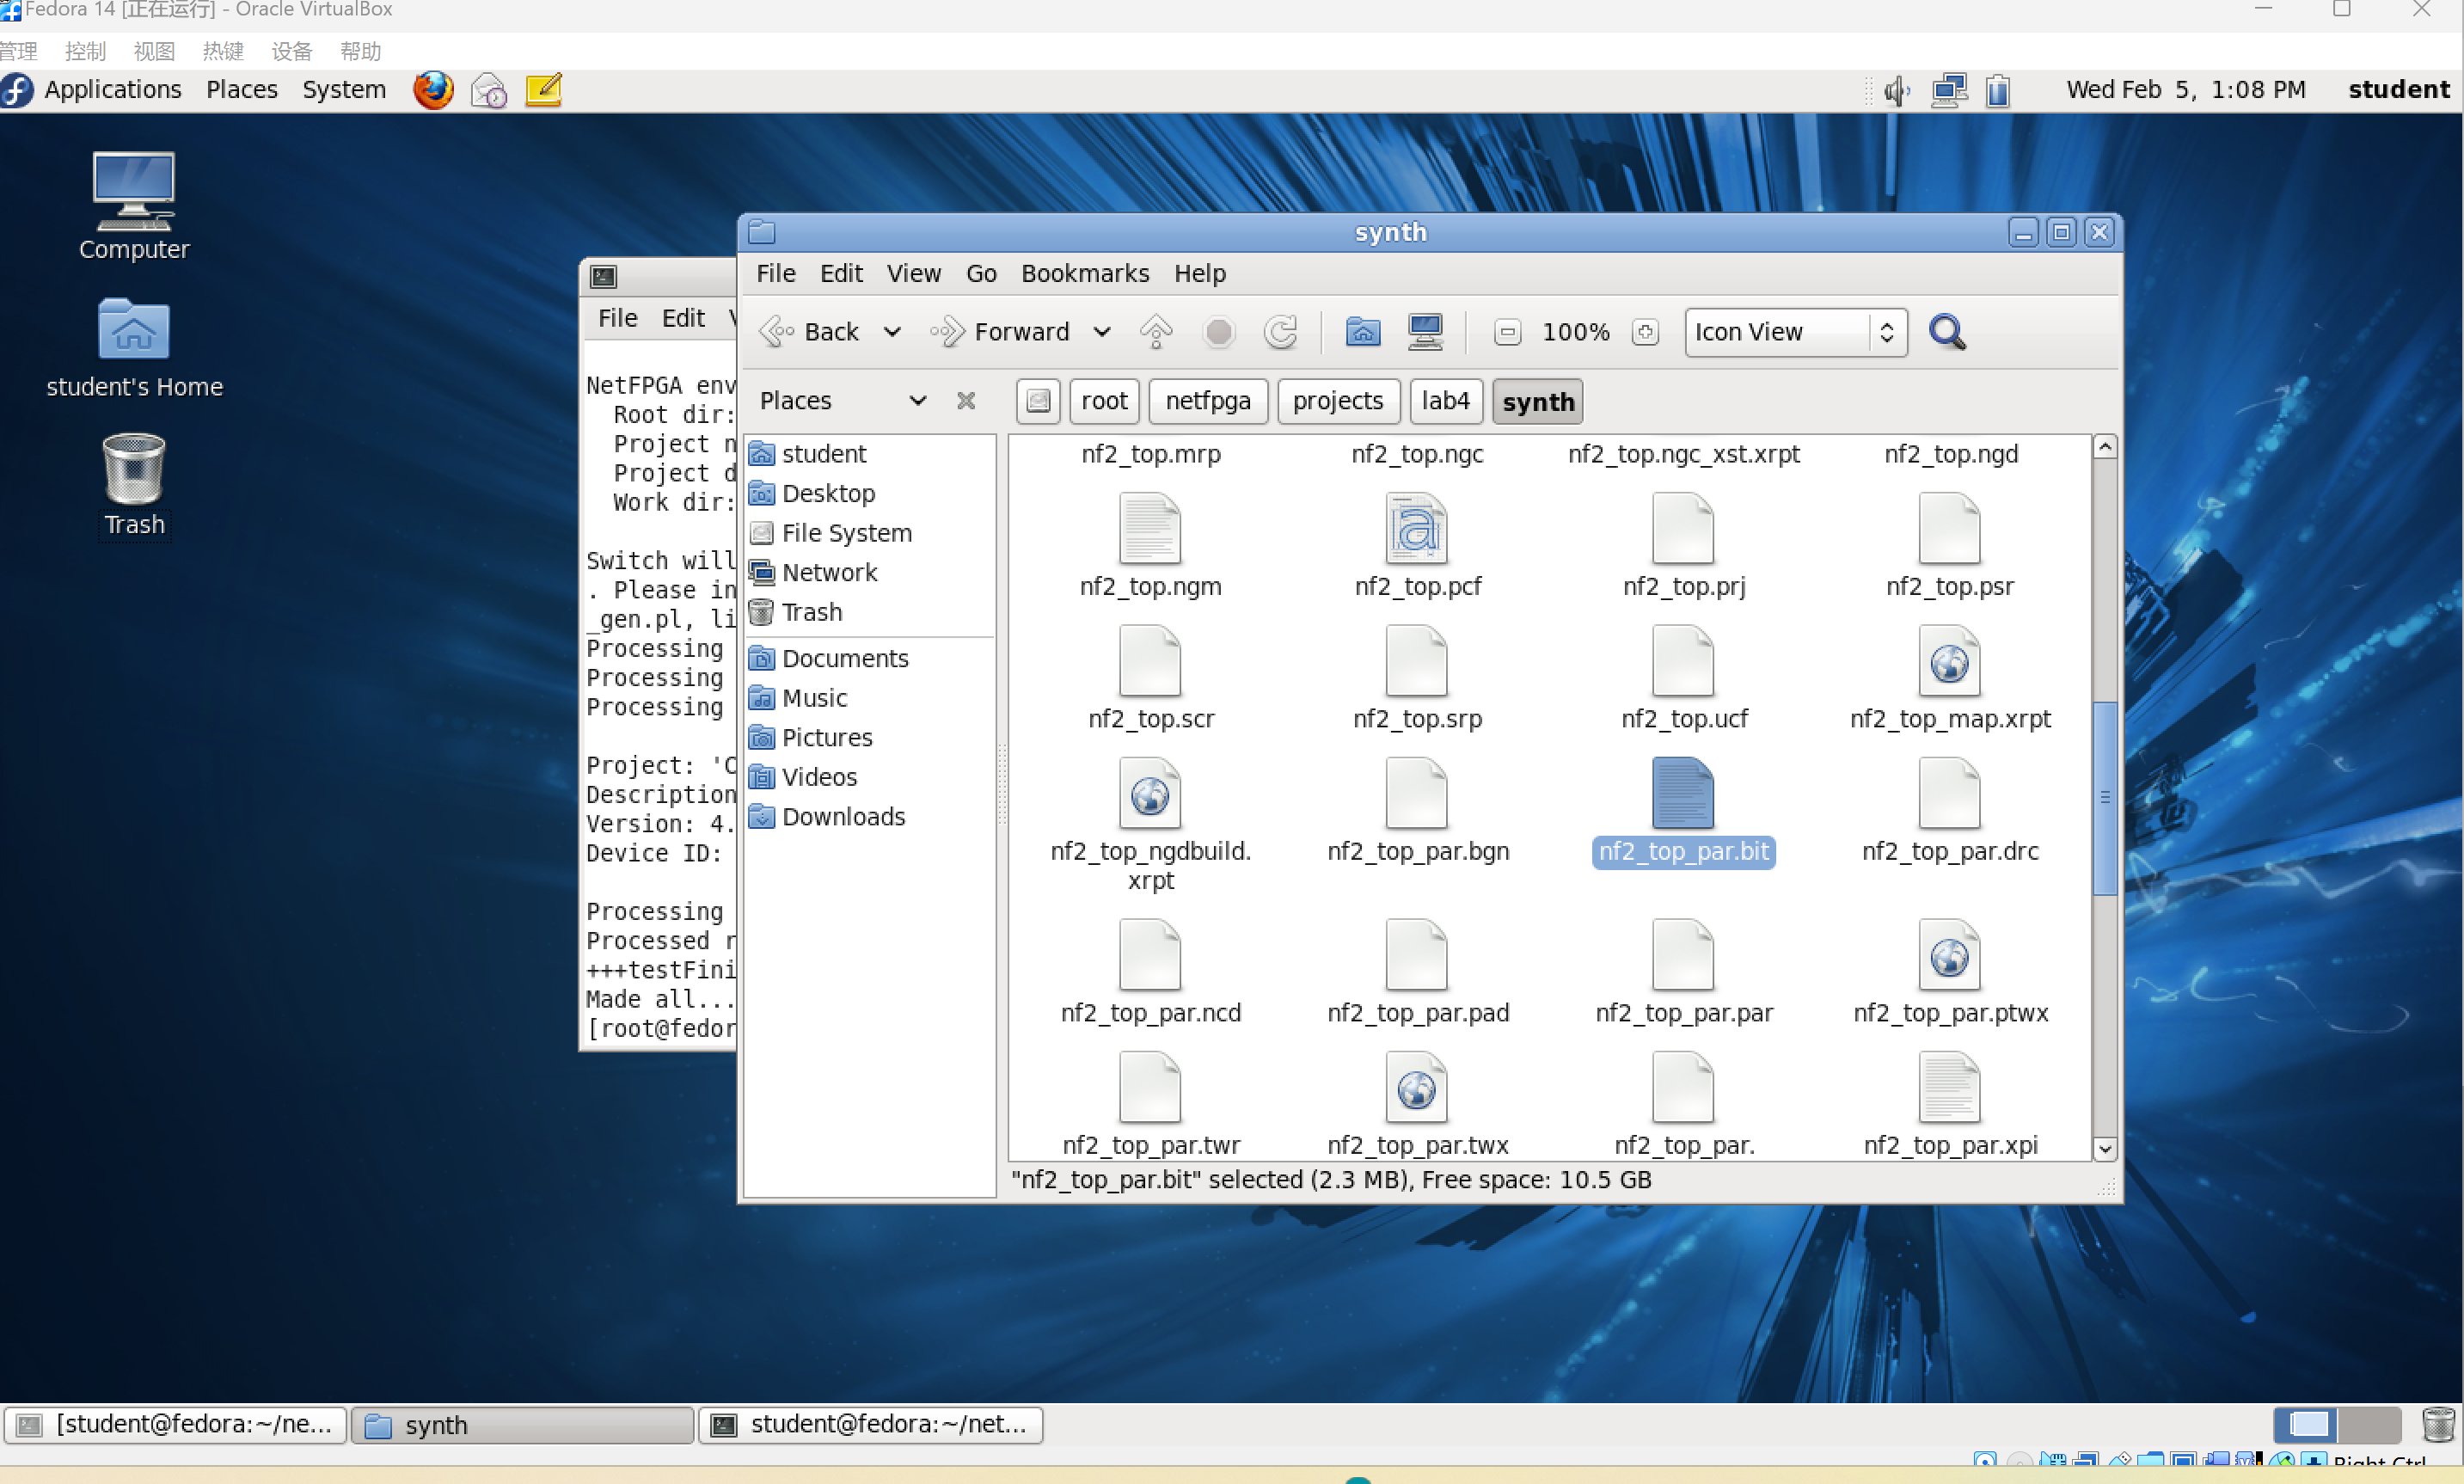 Fedora 14 [正在运行] - Oracle VirtualBox
管理 控制 视图 热键 设备 帮助
Applications Places System Wed Feb 5, 1:08 PM student
Computer
student's Home
Trash
File Edit
NetFPGA env
Root dir:
Project n
Project d
Work dir:
Switch will
. Please in
_gen.pl, li
Processing
Processing
Processing
Project: 'C
Description
Version: 4.
Device ID:
Processing
Processed r
+++testFini
Made all...
[root@fedor
synth
File Edit View Go Bookmarks Help
Back Forward 100% Icon View
Places root netfpga projects lab4 synth
student
Desktop
File System
Network
Trash
Documents
Music
Pictures
Videos
Downloads
nf2_top.mrp nf2_top.ngc nf2_top.ngc_xst.xrpt nf2_top.ngd
nf2_top.ngm nf2_top.pcf nf2_top.prj nf2_top.psr
nf2_top.scr nf2_top.srp nf2_top.ucf nf2_top_map.xrpt
nf2_top_ngdbuild.
xrpt
nf2_top_par.bgn nf2_top_par.bit nf2_top_par.drc
nf2_top_par.ncd nf2_top_par.pad nf2_top_par.par nf2_top_par.ptwx
nf2_top_par.twr nf2_top_par.twx nf2_top_par. nf2_top_par.xpi
"nf2_top_par.bit" selected (2.3 MB), Free space: 10.5 GB
[student@fedora:~/ne... synth student@fedora:~/net...
Right Ctrl